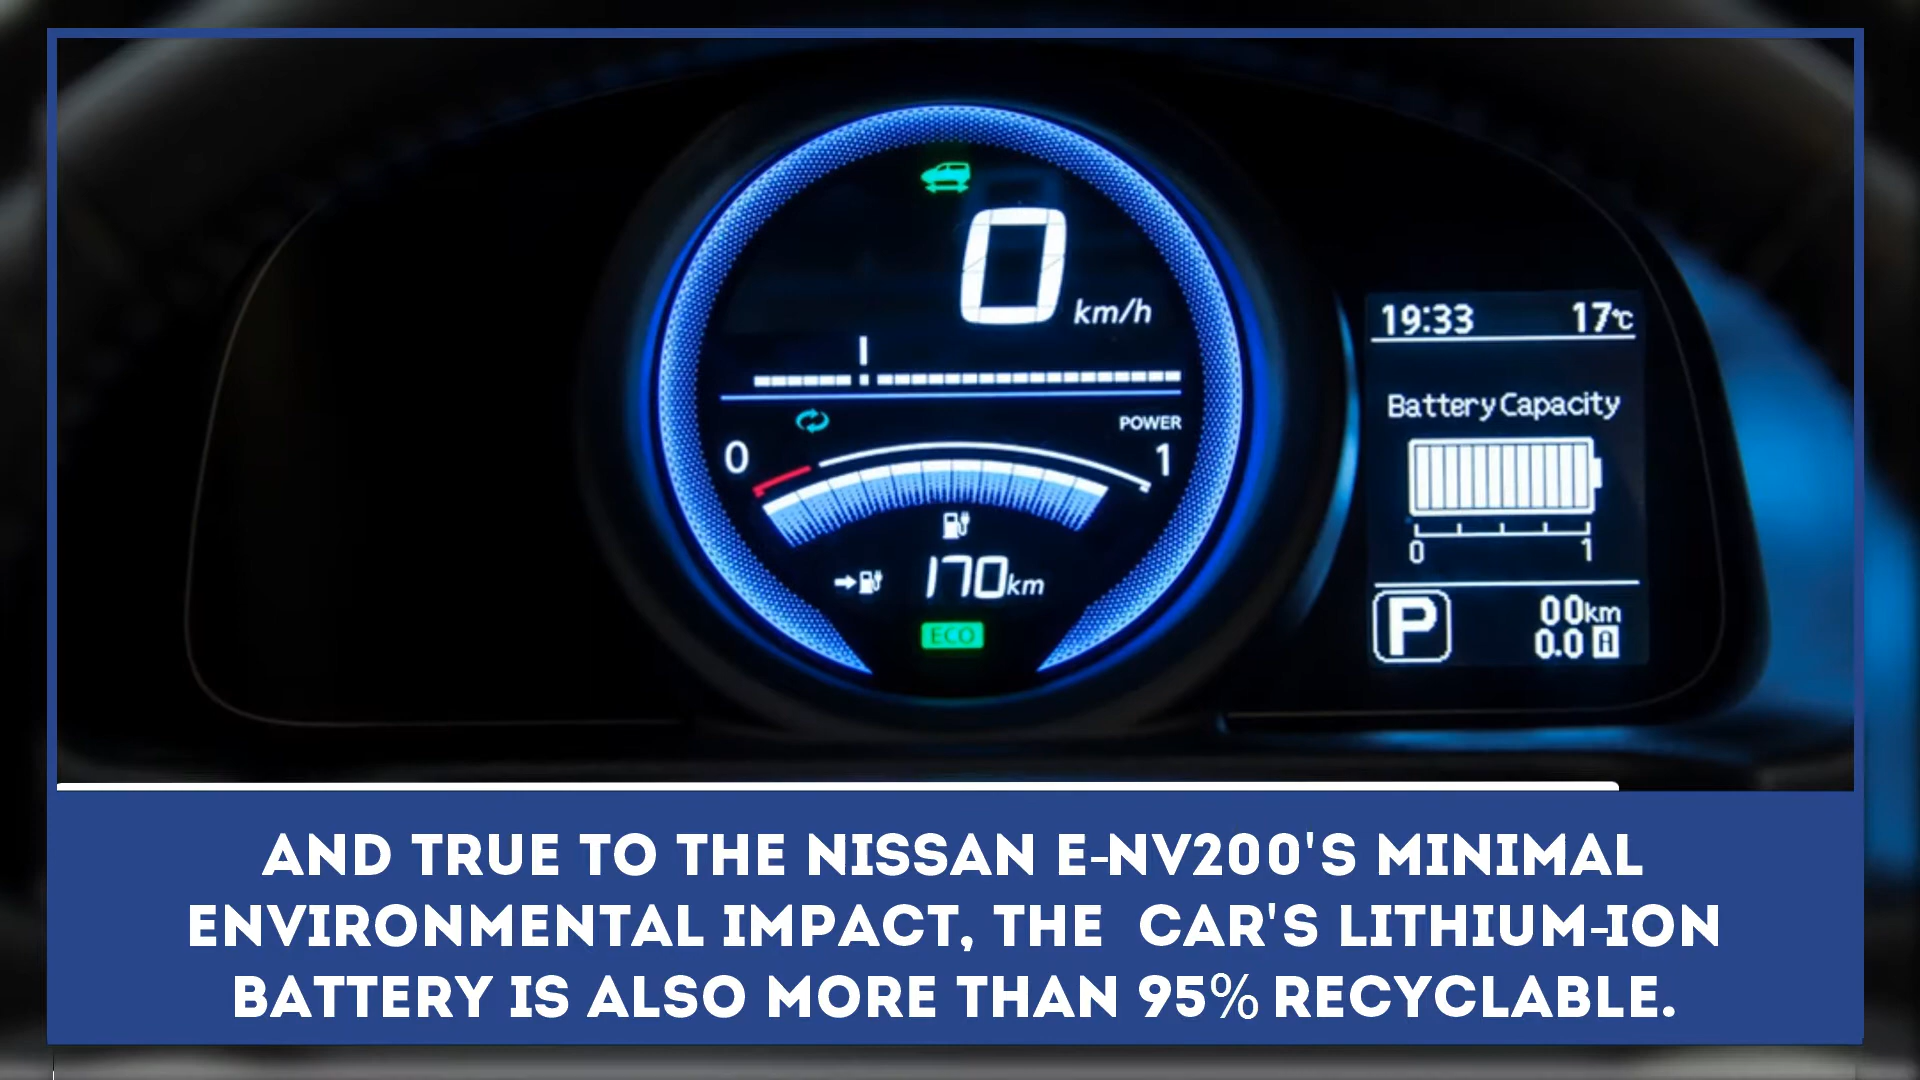 0
km/h
POWER
0
1
170km
ECO
19:33 17°C
Battery Capacity
0 1
P
00km
0.0 A
AND TRUE TO THE NISSAN E-NV200'S MINIMAL
ENVIRONMENTAL IMPACT, THE CAR'S LITHIUM-ION
BATTERY IS ALSO MORE THAN 95% RECYCLABLE.